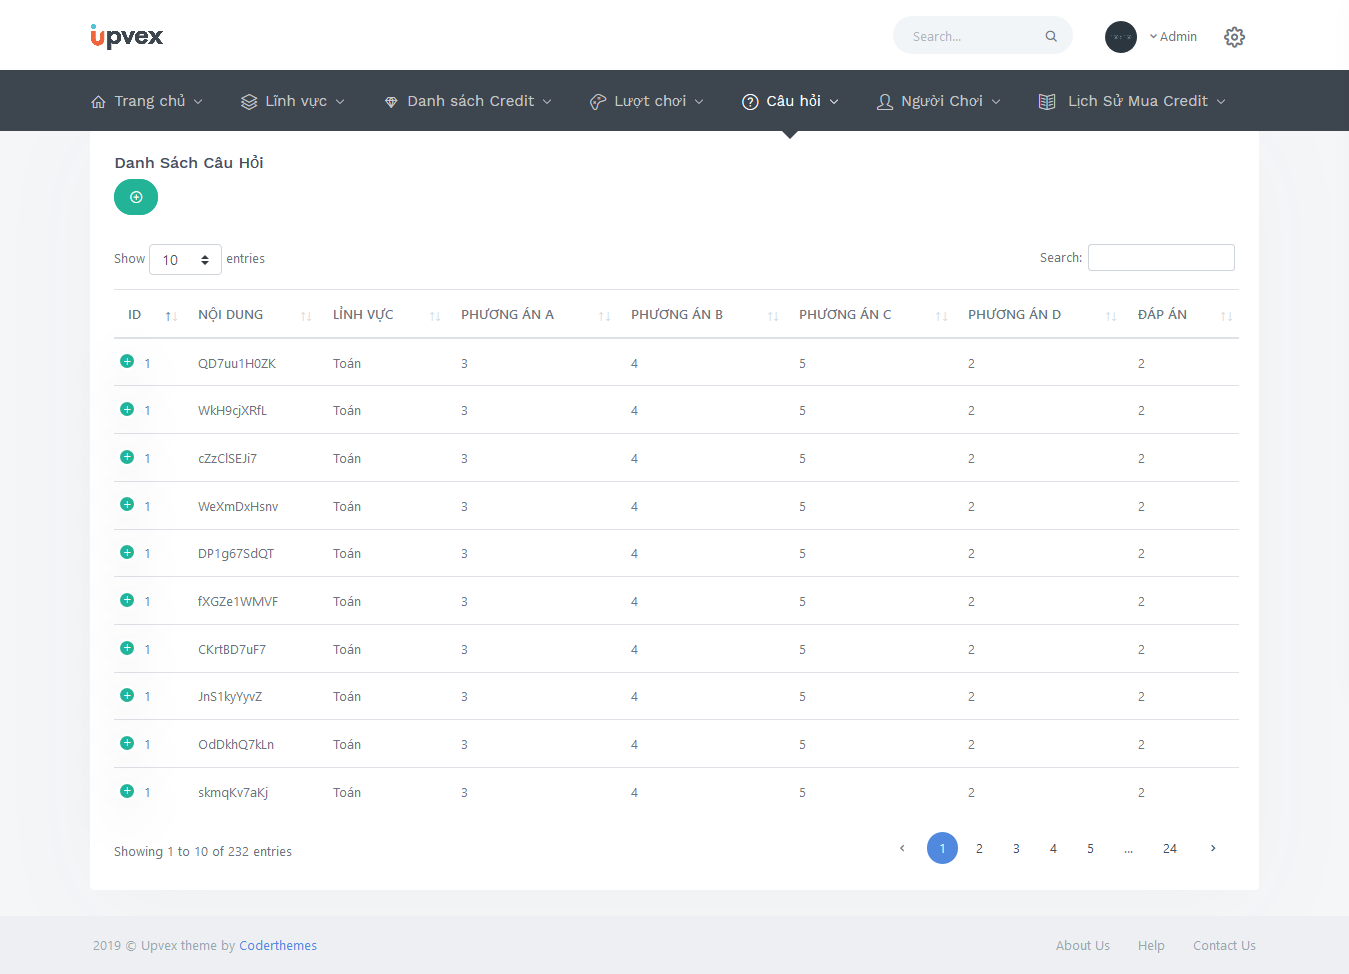 upvex
Search...
Admin
Trang chủ
Lĩnh vực
Danh sách Credit
Lượt chơi
Câu hỏi
Người Chơi
Lịch Sử Mua Credit
Danh Sách Câu Hỏi
Show 10 entries
Search:
ID NỘI DUNG LỈNH VỰC PHƯƠNG ÁN A PHƯƠNG ÁN B PHƯƠNG ÁN C PHƯƠNG ÁN D ĐÁP ÁN
1 QD7uu1H0ZK Toán 3 4 5 2 2
1 WkH9cjXRfL Toán 3 4 5 2 2
1 cZzClSEJi7 Toán 3 4 5 2 2
1 WeXmDxHsnv Toán 3 4 5 2 2
1 DP1g67SdQT Toán 3 4 5 2 2
1 fXGZe1WMVF Toán 3 4 5 2 2
1 CKrtBD7uF7 Toán 3 4 5 2 2
1 JnS1kyYyvZ Toán 3 4 5 2 2
1 OdDkhQ7kLn Toán 3 4 5 2 2
1 skmqKv7aKj Toán 3 4 5 2 2
Showing 1 to 10 of 232 entries
1 2 3 4 5 ... 24
2019 © Upvex theme by Coderthemes
About Us
Help
Contact Us